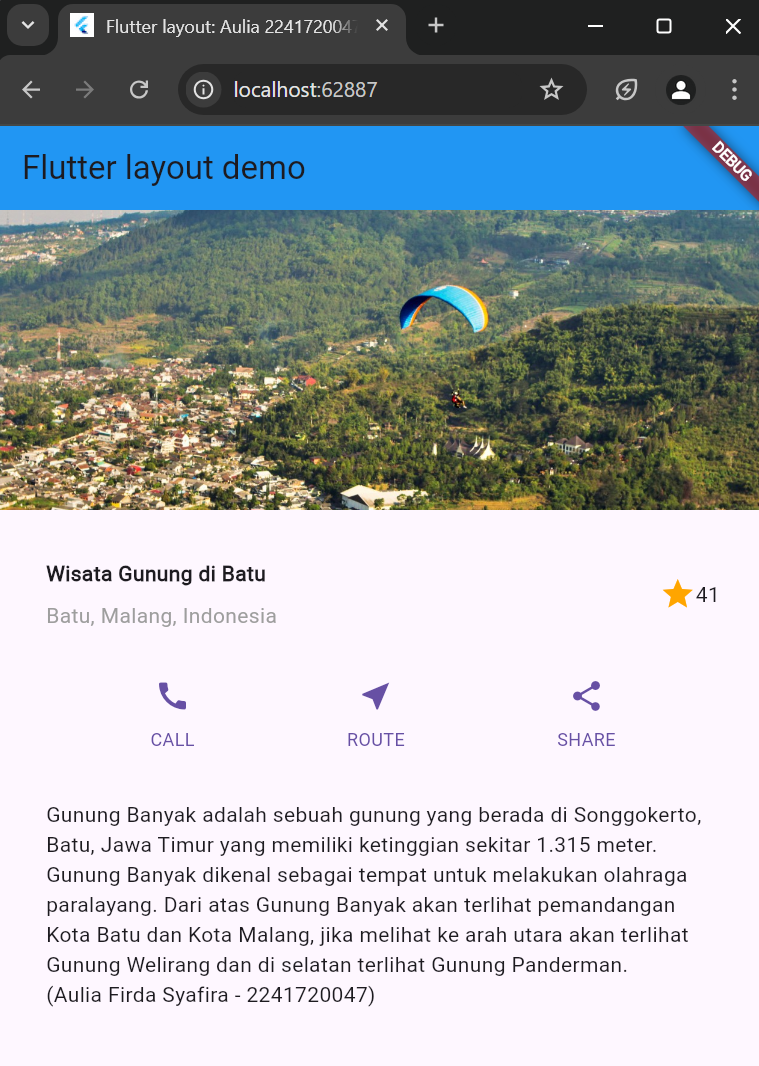 Flutter layout: Aulia 224172004
localhost:62887
Flutter layout demo
DEBUG
Wisata Gunung di Batu
Batu, Malang, Indonesia
41
CALL
ROUTE
SHARE
Gunung Banyak adalah sebuah gunung yang berada di Songgokerto,
Batu, Jawa Timur yang memiliki ketinggian sekitar 1.315 meter.
Gunung Banyak dikenal sebagai tempat untuk melakukan olahraga
paralayang. Dari atas Gunung Banyak akan terlihat pemandangan
Kota Batu dan Kota Malang, jika melihat ke arah utara akan terlihat
Gunung Welirang dan di selatan terlihat Gunung Panderman.
(Aulia Firda Syafira - 2241720047)